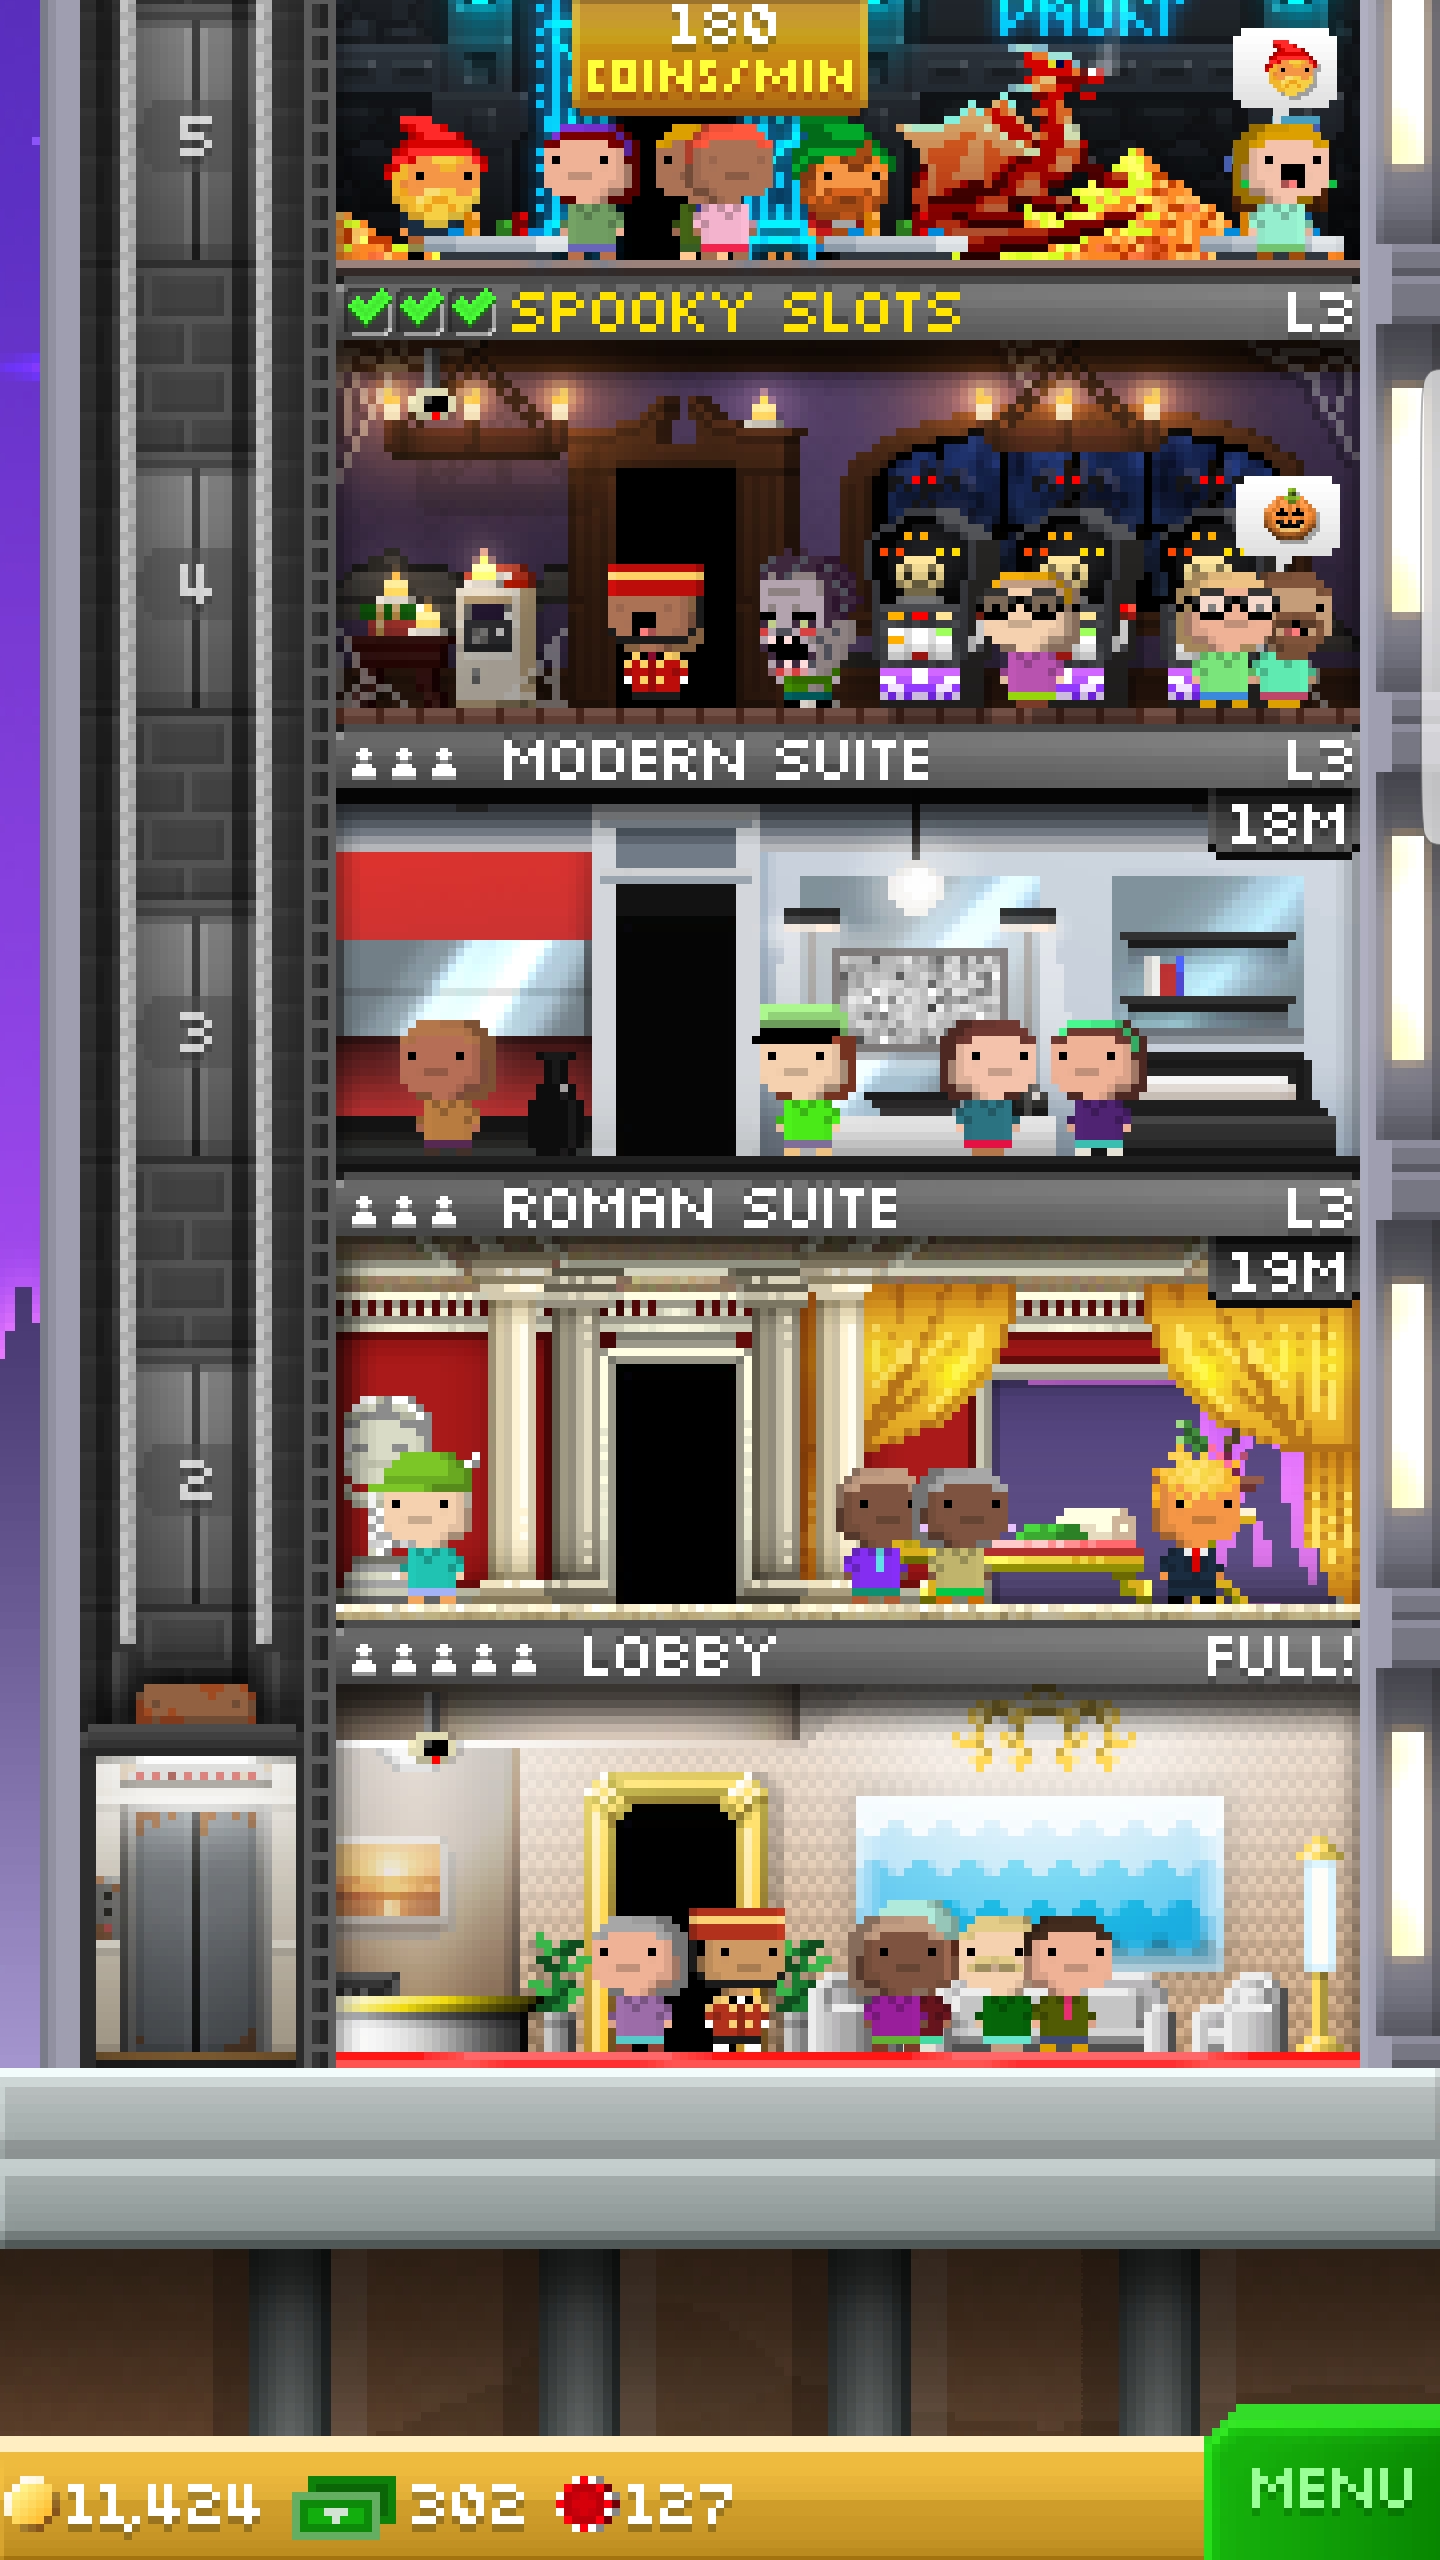 180
COINS/MIN
5
SPOOKY SLOTS L3
4
MODERN SUITE L3
18M
3
ROMAN SUITE L3
19M
2
LOBBY FULL!
11,424 302 127
MENU